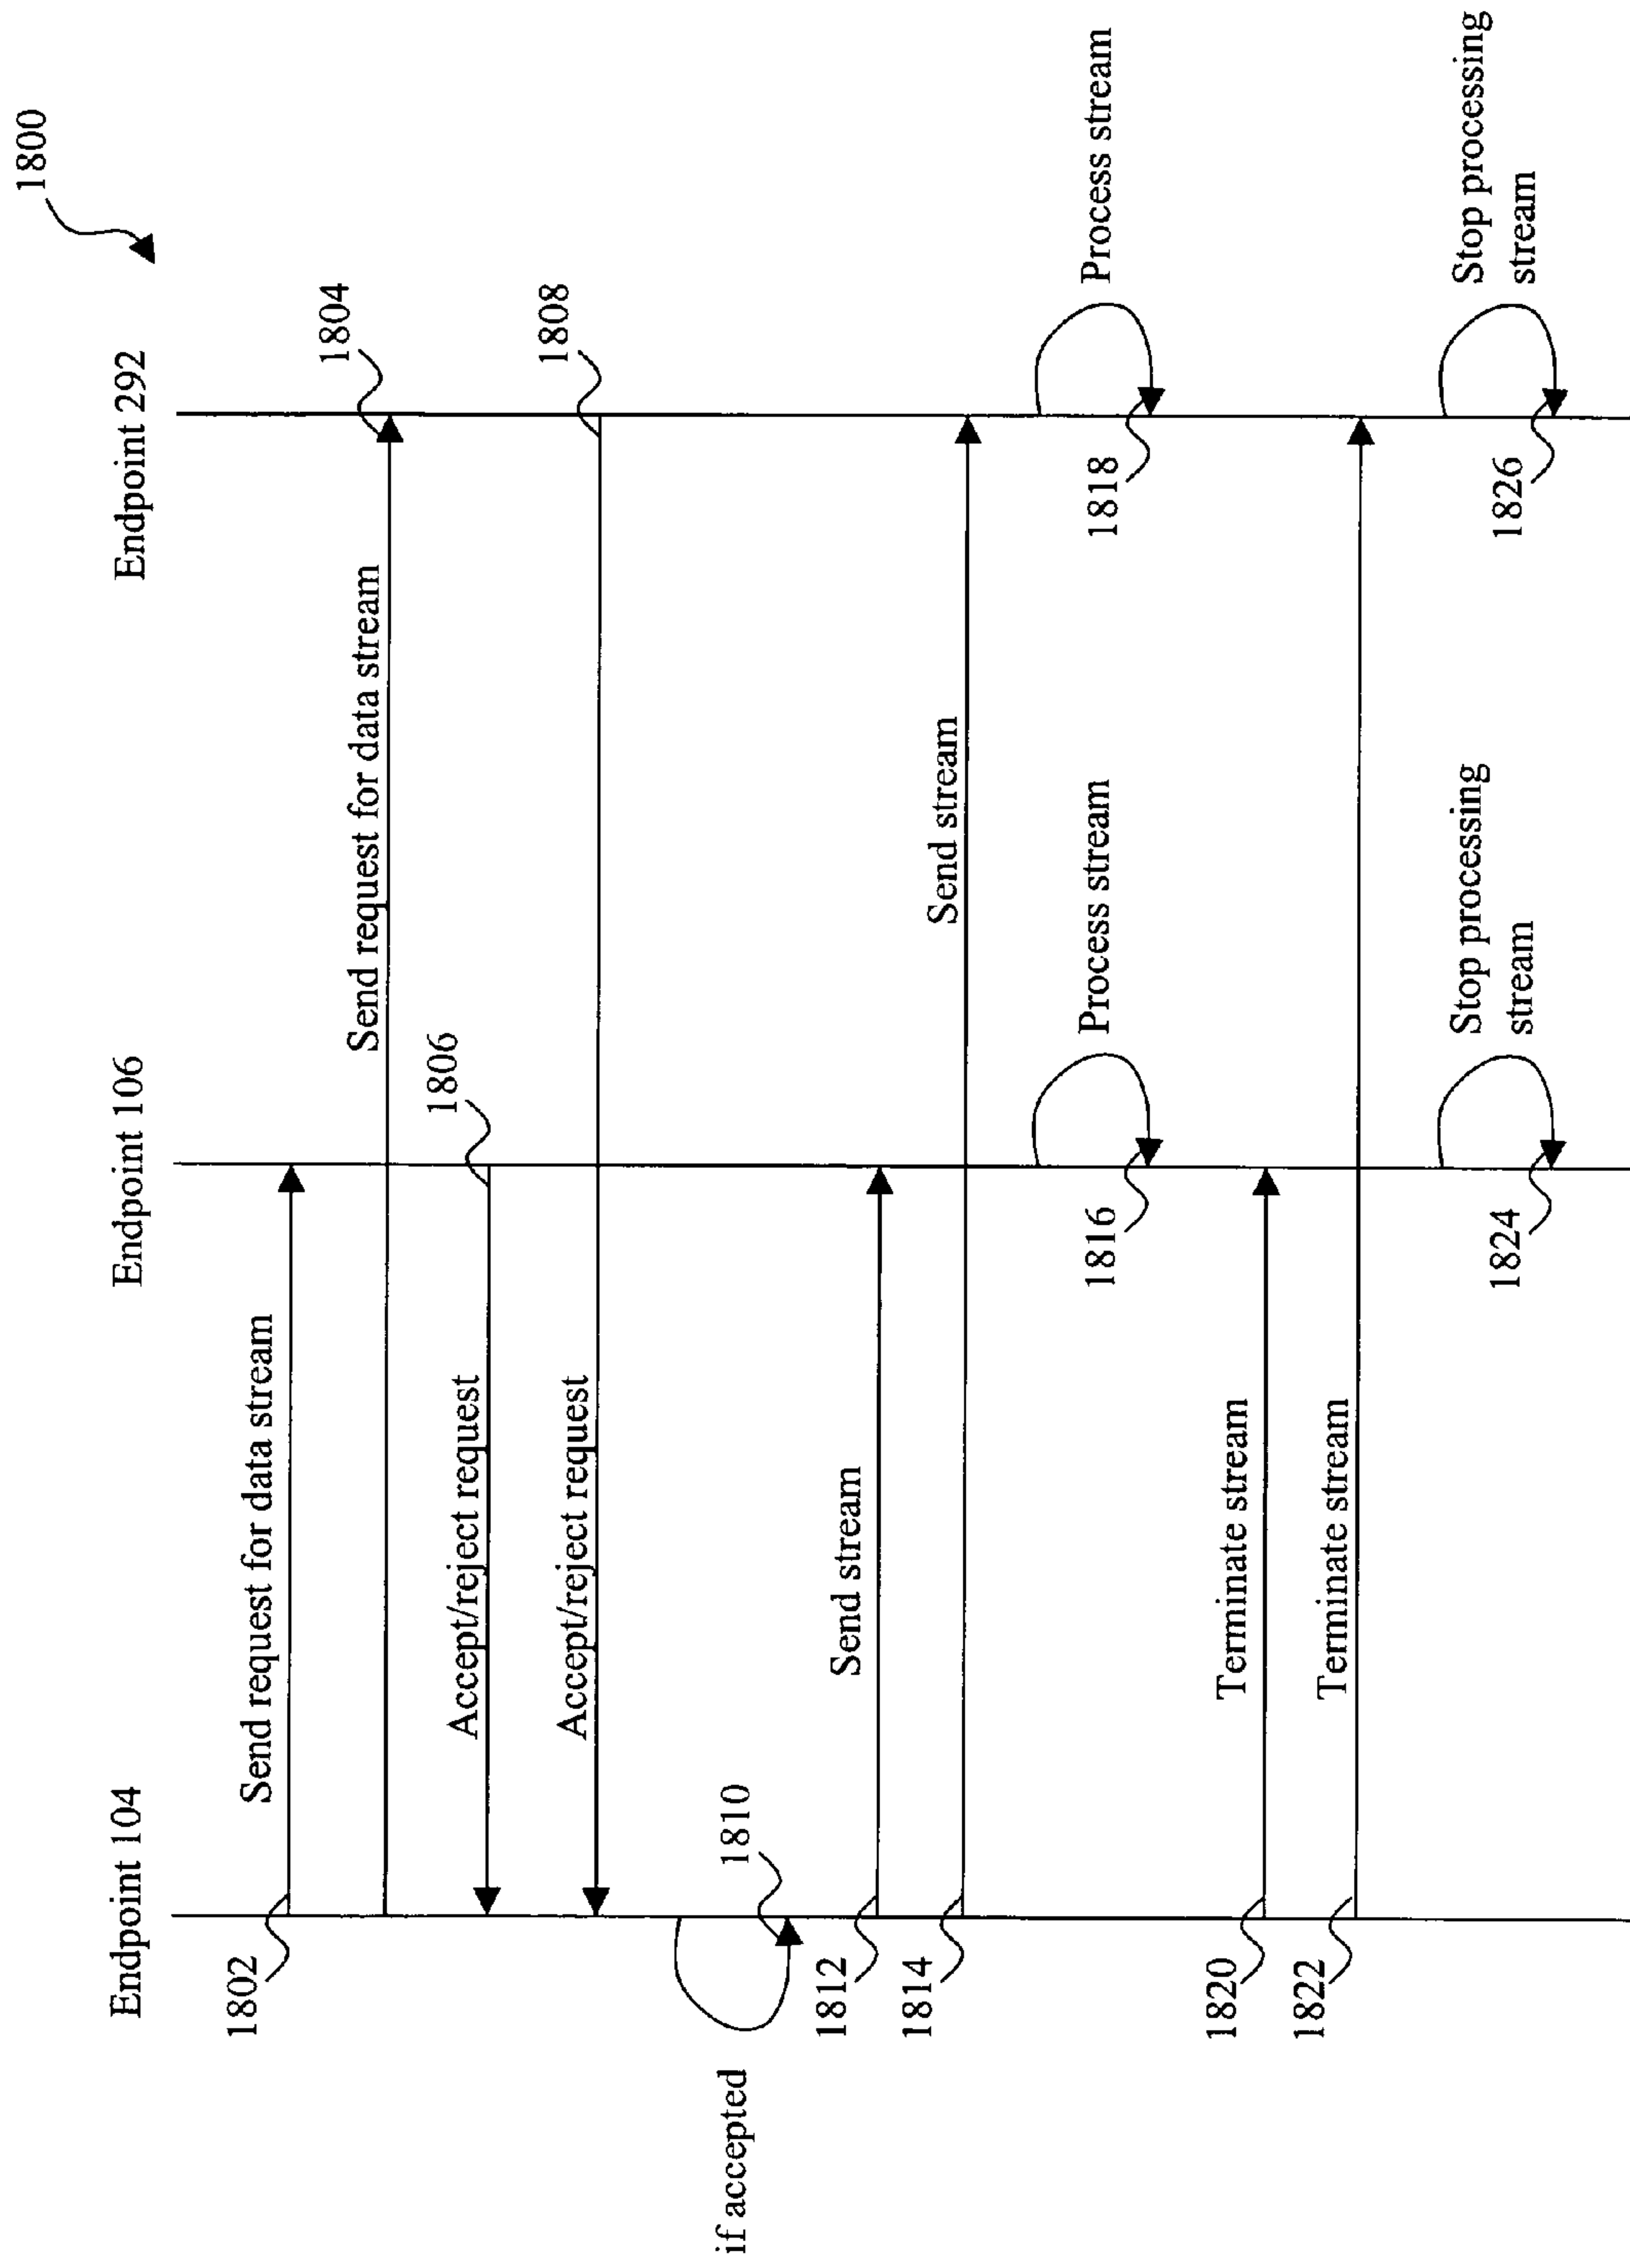 1800
Endpoint 104
Endpoint 106
Endpoint 292
1802
Send request for data stream
1804
Send request for data stream
1806
Accept/reject request
1808
Accept/reject request
if accepted
1810
1812
Send stream
1814
Send stream
1816
Process stream
1818
Process stream
1820
Terminate stream
1822
Terminate stream
1824
Stop processing
stream
1826
Stop processing
stream